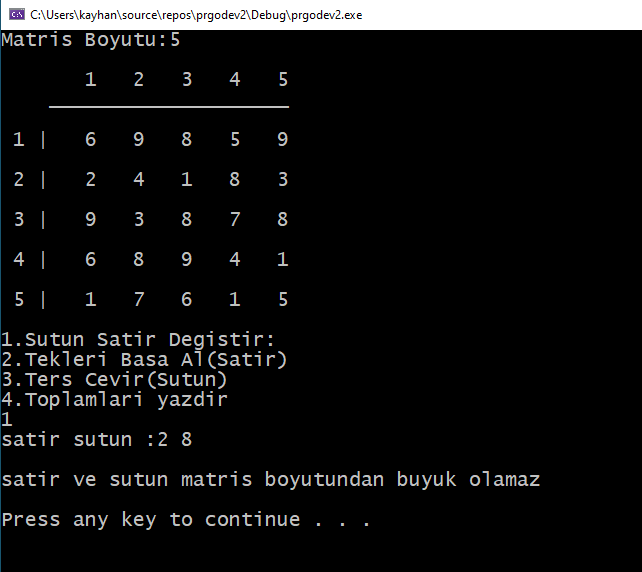 C:\Users\kayhan\source\repos\prgodev2\Debug\prgodev2.exe
Matris Boyutu:5
1 2 3 4 5
1 | 6 9 8 5 9
2 | 2 4 1 8 3
3 | 9 3 8 7 8
4 | 6 8 9 4 1
5 | 1 7 6 1 5
1.Sutun Satir Degistir:
2.Tekleri Basa Al(Satir)
3.Ters Cevir(Sutun)
4.Toplamlari yazdir
1
satir sutun :2 8
satir ve sutun matris boyutundan buyuk olamaz
Press any key to continue . . .